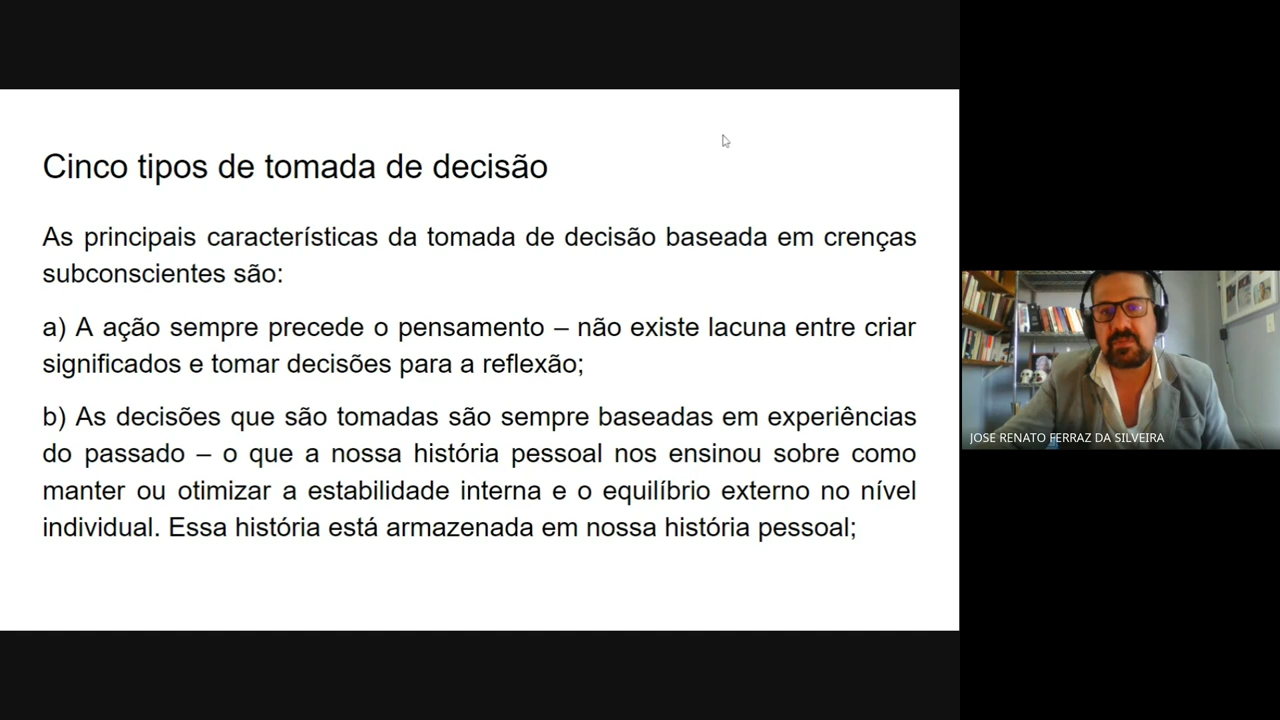 Cinco tipos de tomada de decisão
As principais características da tomada de decisão baseada em crenças
subconscientes são:
a) A ação sempre precede o pensamento – não existe lacuna entre criar
significados e tomar decisões para a reflexão;
b) As decisões que são tomadas são sempre baseadas em experiências
do passado – o que a nossa história pessoal nos ensinou sobre como
manter ou otimizar a estabilidade interna e o equilíbrio externo no nível
individual. Essa história está armazenada em nossa história pessoal;
JOSE RENATO FERRAZ DA SILVEIRA